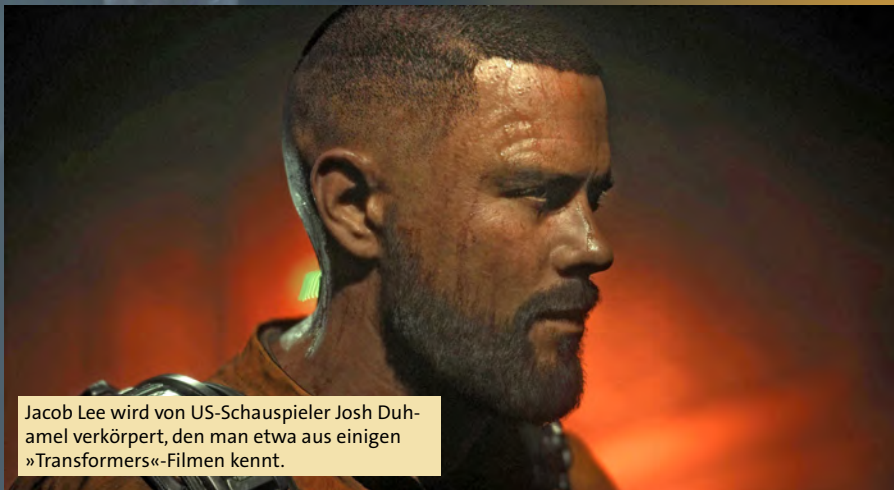 Jacob Lee wird von US-Schauspieler Josh Duh-
amel verkörpert, den man etwa aus einigen
»Transformers«-Filmen kennt.